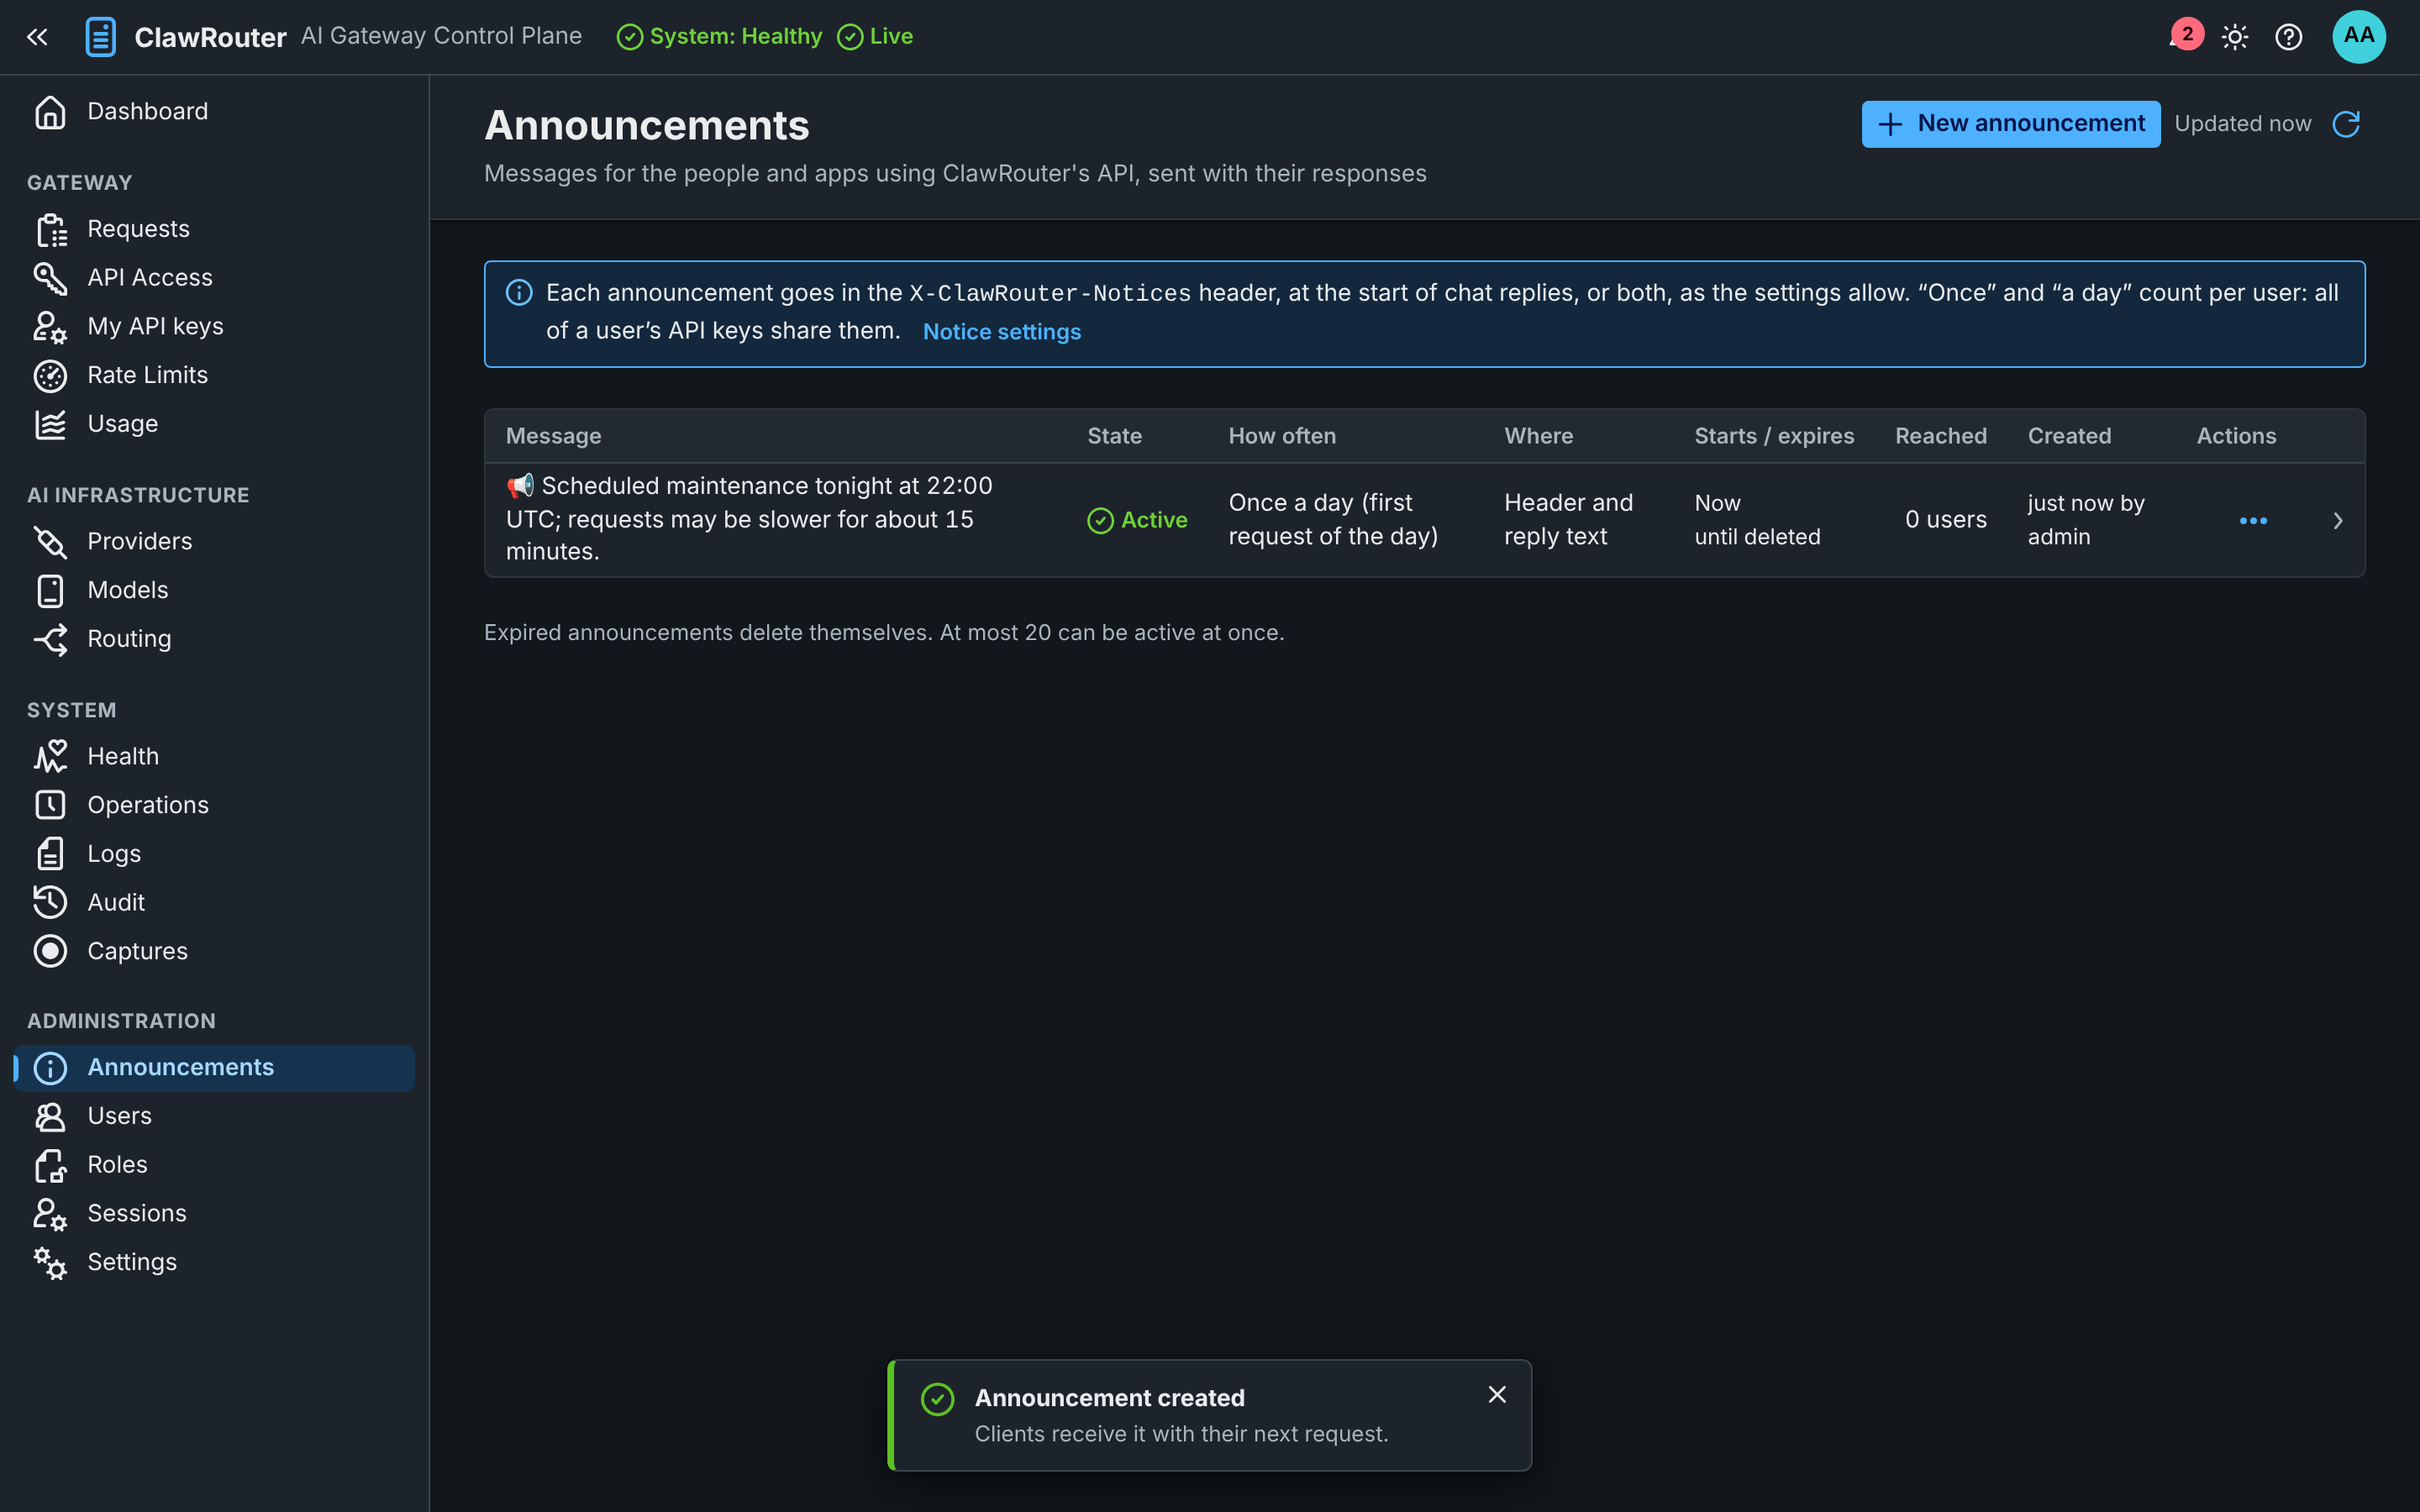 ClawRouter AI Gateway Control Plane System: Healthy Live 2 AA
Dashboard
GATEWAY
Requests
API Access
My API keys
Rate Limits
Usage
AI INFRASTRUCTURE
Providers
Models
Routing
SYSTEM
Health
Operations
Logs
Audit
Captures
ADMINISTRATION
Announcements
Users
Roles
Sessions
Settings
Announcements
New announcement Updated now
Messages for the people and apps using ClawRouter's API, sent with their responses
Each announcement goes in the X-ClawRouter-Notices header, at the start of chat replies, or both, as the settings allow. “Once” and “a day” count per user: all
of a user’s API keys share them. Notice settings
Message State How often Where Starts / expires Reached Created Actions
📢 Scheduled maintenance tonight at 22:00
UTC; requests may be slower for about 15
minutes.
Active
Once a day (first
request of the day)
Header and
reply text
Now
until deleted
0 users
just now by
admin
Expired announcements delete themselves. At most 20 can be active at once.
Announcement created
Clients receive it with their next request.